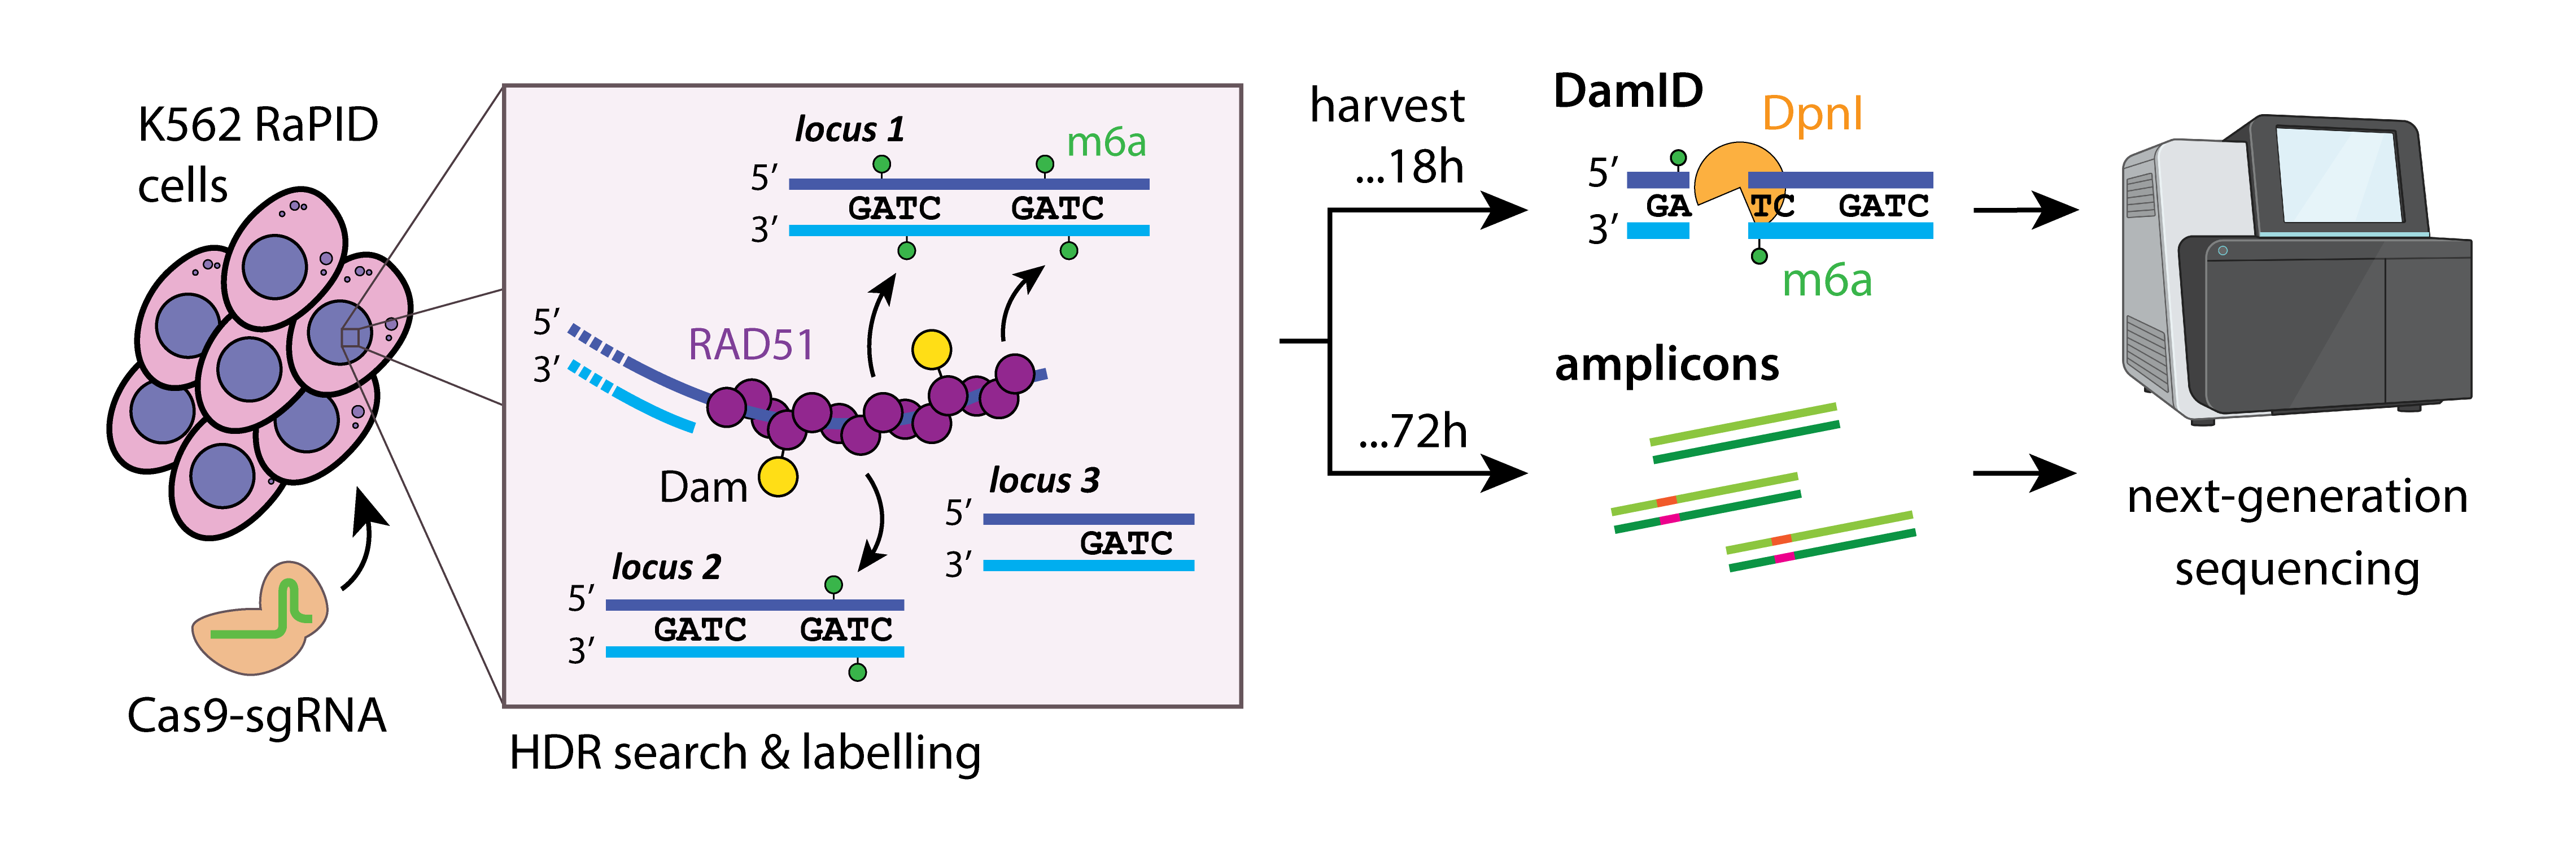 K562 RaPID
cells
Cas9-sgRNA
locus 1
m6a
5′
GATC GATC
3′
5′
3′
RAD51
Dam
locus 3
5′
GATC
3′
locus 2
5′
GATC GATC
3′
HDR search & labelling
harvest
...18h
...72h
DamID
DpnI
5′
GA TC GATC
3′
m6a
amplicons
next-generation
sequencing